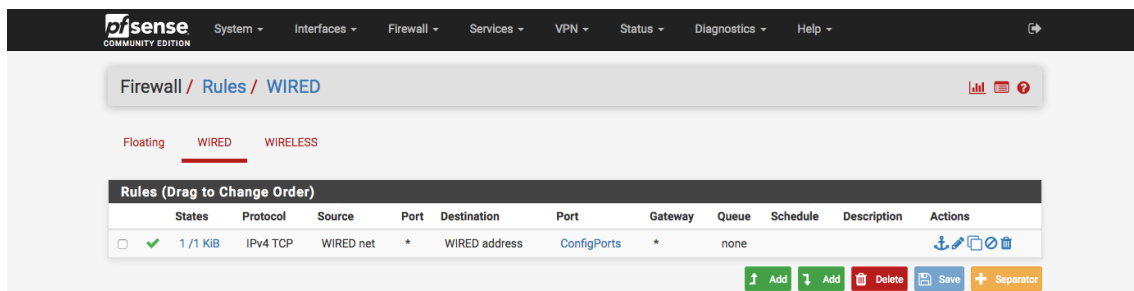 pfsense System Interfaces Firewall Services VPN Status Diagnostics Help
COMMUNITY EDITION
Firewall / Rules / WIRED
Floating WIRED WIRELESS
Rules (Drag to Change Order)
States Protocol Source Port Destination Port Gateway Queue Schedule Description Actions
1 /1 KiB IPv4 TCP WIRED net * WIRED address ConfigPorts * none
Add Add Delete Save Separator